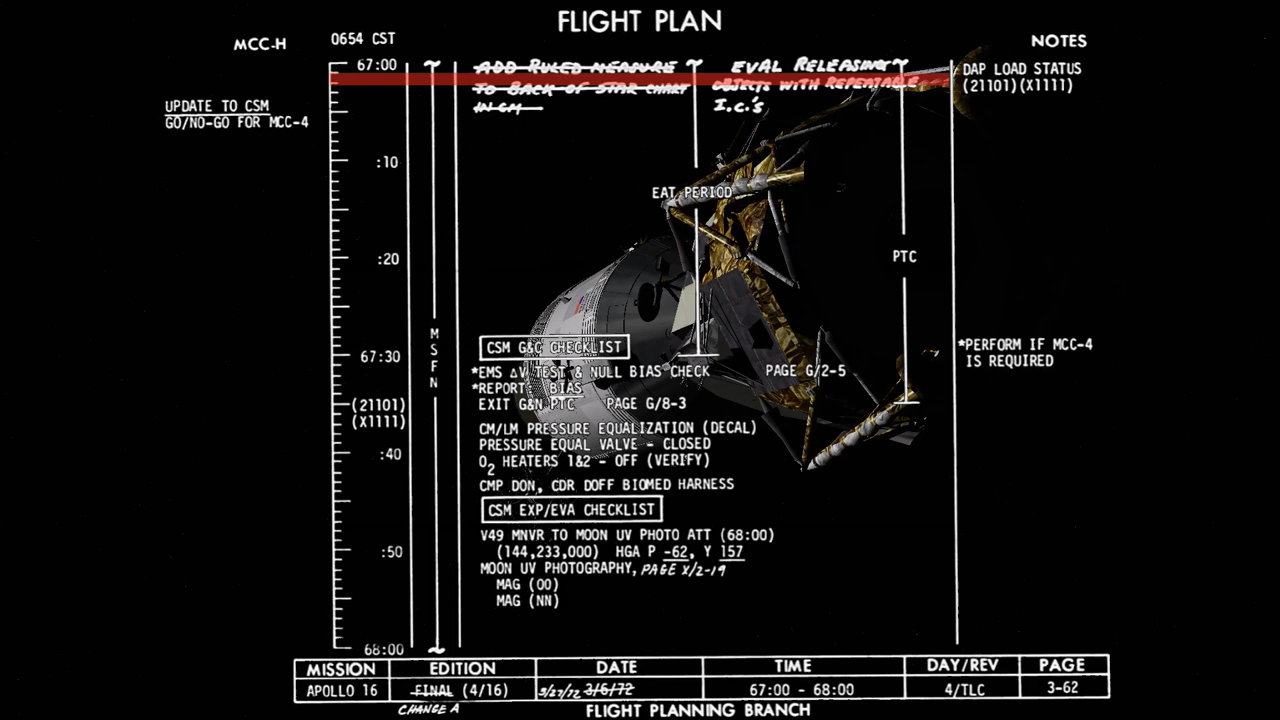 FLIGHT PLAN
MCC-H 0654 CST NOTES
67:00
ADD RULED MEASURE
TO BACK OF STAR CHART
IN CM
EVAL RELEASING
OBJECTS WITH REPEATABLE
I.C.'S
DAP LOAD STATUS
(21101)(X1111)
UPDATE TO CSM
GO/NO-GO FOR MCC-4
:10
EAT PERIOD
:20
PTC
MSFN
CSM G&C CHECKLIST
67:30
*PERFORM IF MCC-4
IS REQUIRED
*EMS ΔV TEST & NULL BIAS CHECK PAGE G/2-5
*REPORT: BIAS
EXIT G&N PTC PAGE G/8-3
(21101)
(X1111)
CM/LM PRESSURE EQUALIZATION (DECAL)
PRESSURE EQUAL VALVE - CLOSED
:40
O2 HEATERS 1&2 - OFF (VERIFY)
CMP DON, CDR DOFF BIOMED HARNESS
CSM EXP/EVA CHECKLIST
V49 MNVR TO MOON UV PHOTO ATT (68:00)
:50
(144,233,000) HGA P -62, Y 157
MOON UV PHOTOGRAPHY, PAGE X/2-19
MAG (OO)
MAG (NN)
68:00
MISSION EDITION DATE TIME DAY/REV PAGE
APOLLO 16 FINAL (4/16) 3/27/72 3/6/72 67:00 - 68:00 4/TLC 3-62
CHANGE A
FLIGHT PLANNING BRANCH